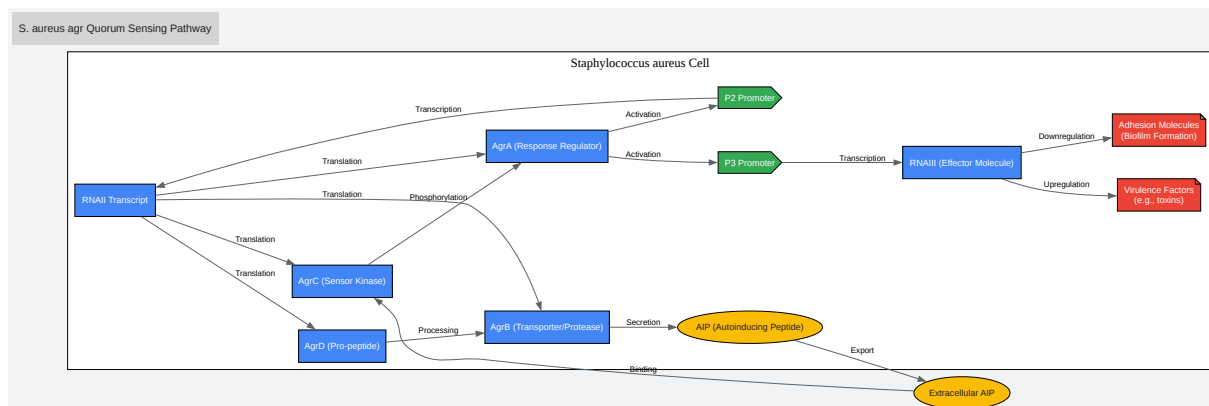 S. aureus agr Quorum Sensing Pathway
Staphylococcus aureus Cell
P2 Promoter
Transcription
Activation
AgrA (Response Regulator)
Activation
P3 Promoter
Transcription
RNAIII (Effector Molecule)
Downregulation
Adhesion Molecules
(Biofilm Formation)
Upregulation
Virulence Factors
(e.g., toxins)
Translation
RNAII Transcript
Translation
Phosphorylation
Translation
Translation
AgrC (Sensor Kinase)
AgrD (Pro-peptide)
Processing
AgrB (Transporter/Protease)
Secretion
AIP (Autoinducing Peptide)
Export
Binding
Extracellular AIP